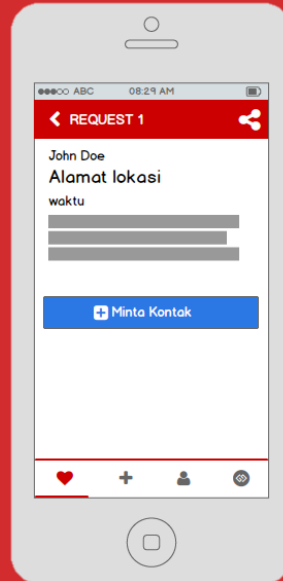 ABC 08:29 AM
REQUEST 1
John Doe
Alamat lokasi
waktu
Minta Kontak